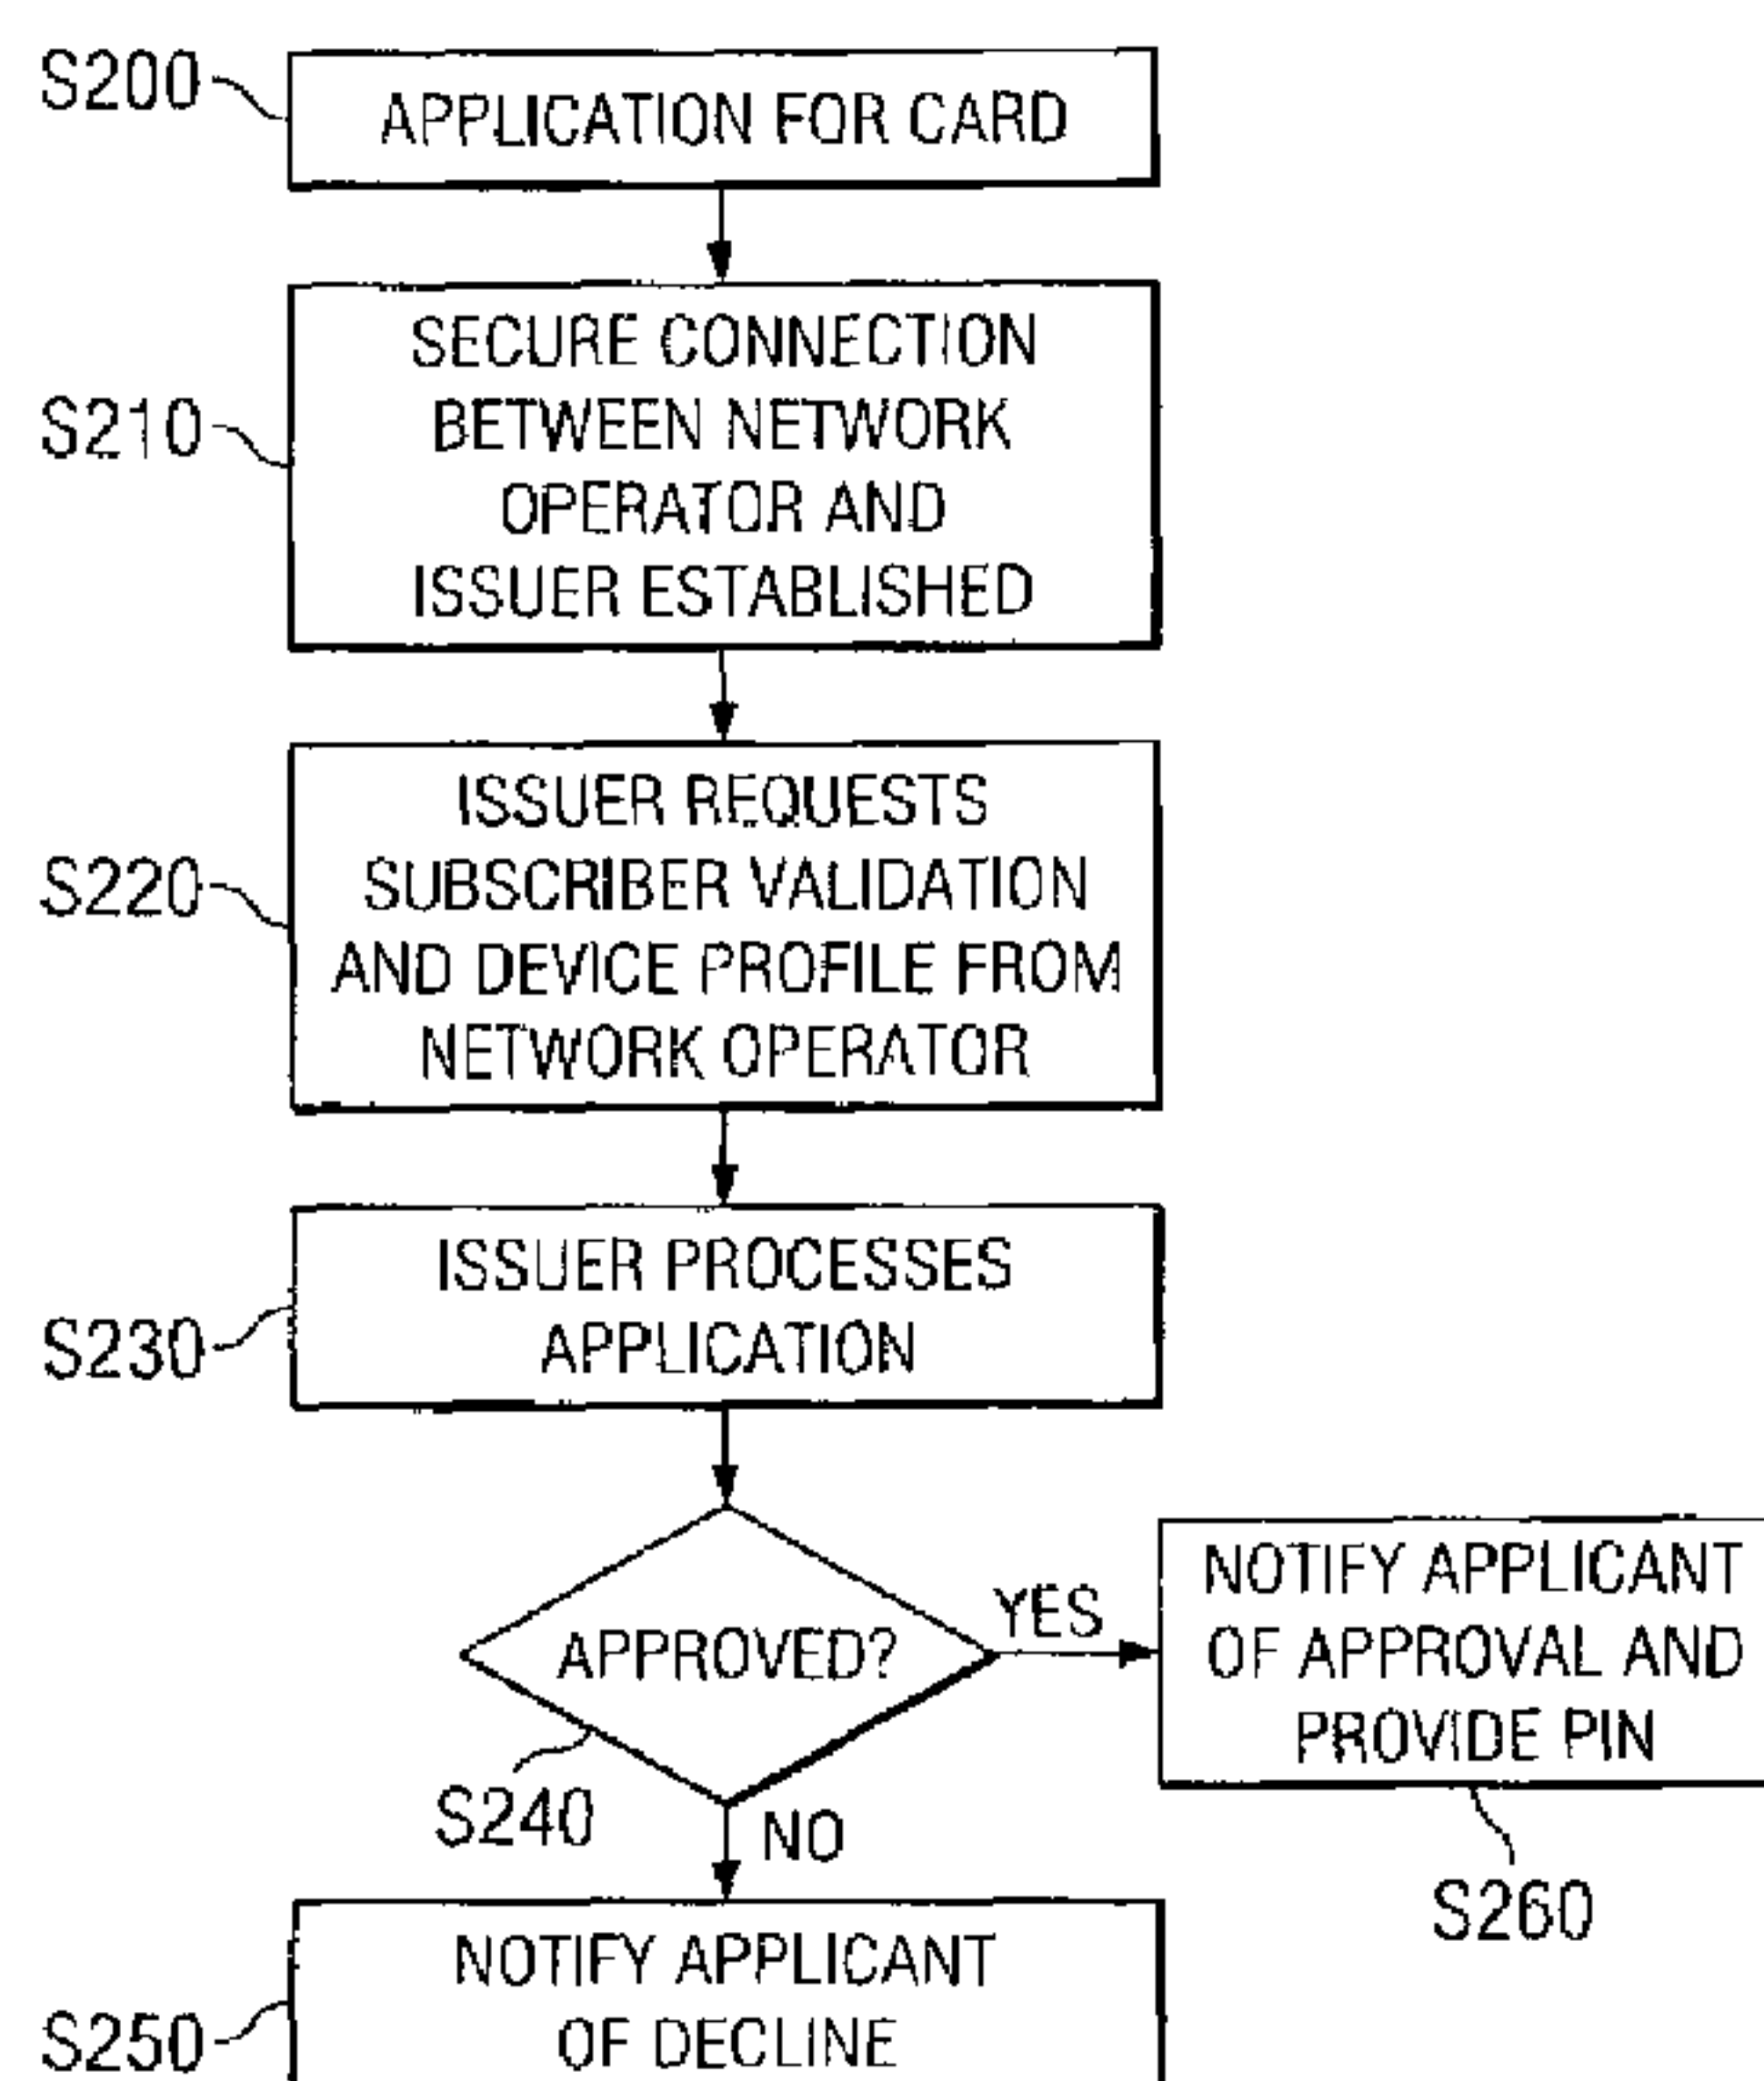 S200
APPLICATION FOR CARD
S210
SECURE CONNECTION
BETWEEN NETWORK
OPERATOR AND
ISSUER ESTABLISHED
S220
ISSUER REQUESTS
SUBSCRIBER VALIDATION
AND DEVICE PROFILE FROM
NETWORK OPERATOR
S230
ISSUER PROCESSES
APPLICATION
APPROVED?
YES
S240
NO
NOTIFY APPLICANT
OF APPROVAL AND
PROVIDE PIN
S260
S250
NOTIFY APPLICANT
OF DECLINE